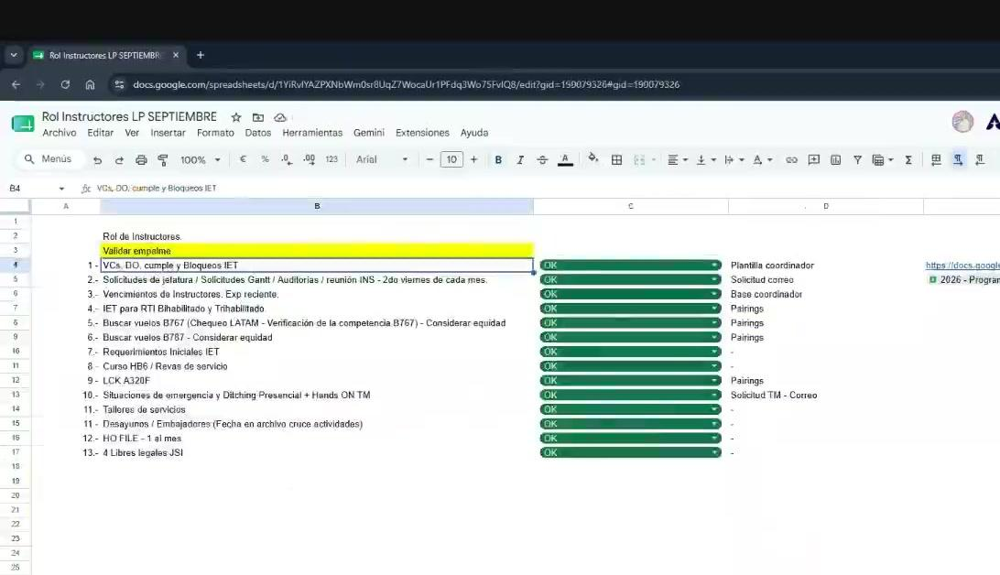 Rol Instructores LP SEPTIEMBR
docs.google.com/spreadsheets/d/1YiRvIYAZPXNbWm0sr8UqZ7WocaUr1PFdq3Wo75FvIQ8/edit?gid=199079326#gid=199079326
Rol Instructores LP SEPTIEMBRE
Archivo Editar Ver Insertar Formato Datos Herramientas Gemini Extensiones Ayuda
Menús 100% € % .0 .00 123 Arial 10 B I A
B4 fx VCs, DO, cumple y Bloqueos IET
A B C D
1
2 Rol de Instructores.
3 Validar empalme
4 1.- VCs, DO, cumple y Bloqueos IET OK Plantilla coordinador https://docs.google
5 2.- Solicitudes de jefatura / Solicitudes Gantt / Auditorias / reunión INS - 2do viernes de cada mes. OK Solicitud correo 2026 - Program
6 3.- Vencimientos de Instructores. Exp reciente. OK Base coordinador
7 4.- IET para RTI Bihabilitado y Trihabilitado. OK Pairings
8 5.- Buscar vuelos B767 (Chequeo LATAM - Verificación de la competencia B767) - Considerar equidad OK Pairings
9 6.- Buscar vuelos B787 - Considerar equidad OK Pairings
10 7.- Requerimientos Iniciales IET OK -
11 8.- Curso HB6 / Revas de servicio OK -
12 9.- LCK A320F OK Pairings
13 10.- Situaciones de emergencia y Ditching Presencial + Hands ON TM OK Solicitud TM - Correo
14 11.- Talleres de servicios OK -
15 11.- Desayunos / Embajadores (Fecha en archivo cruce actividades) OK -
16 12.- HO FILE - 1 al mes OK -
17 13.- 4 Libres legales JSI OK -
18
19
20
21
22
23
24
25